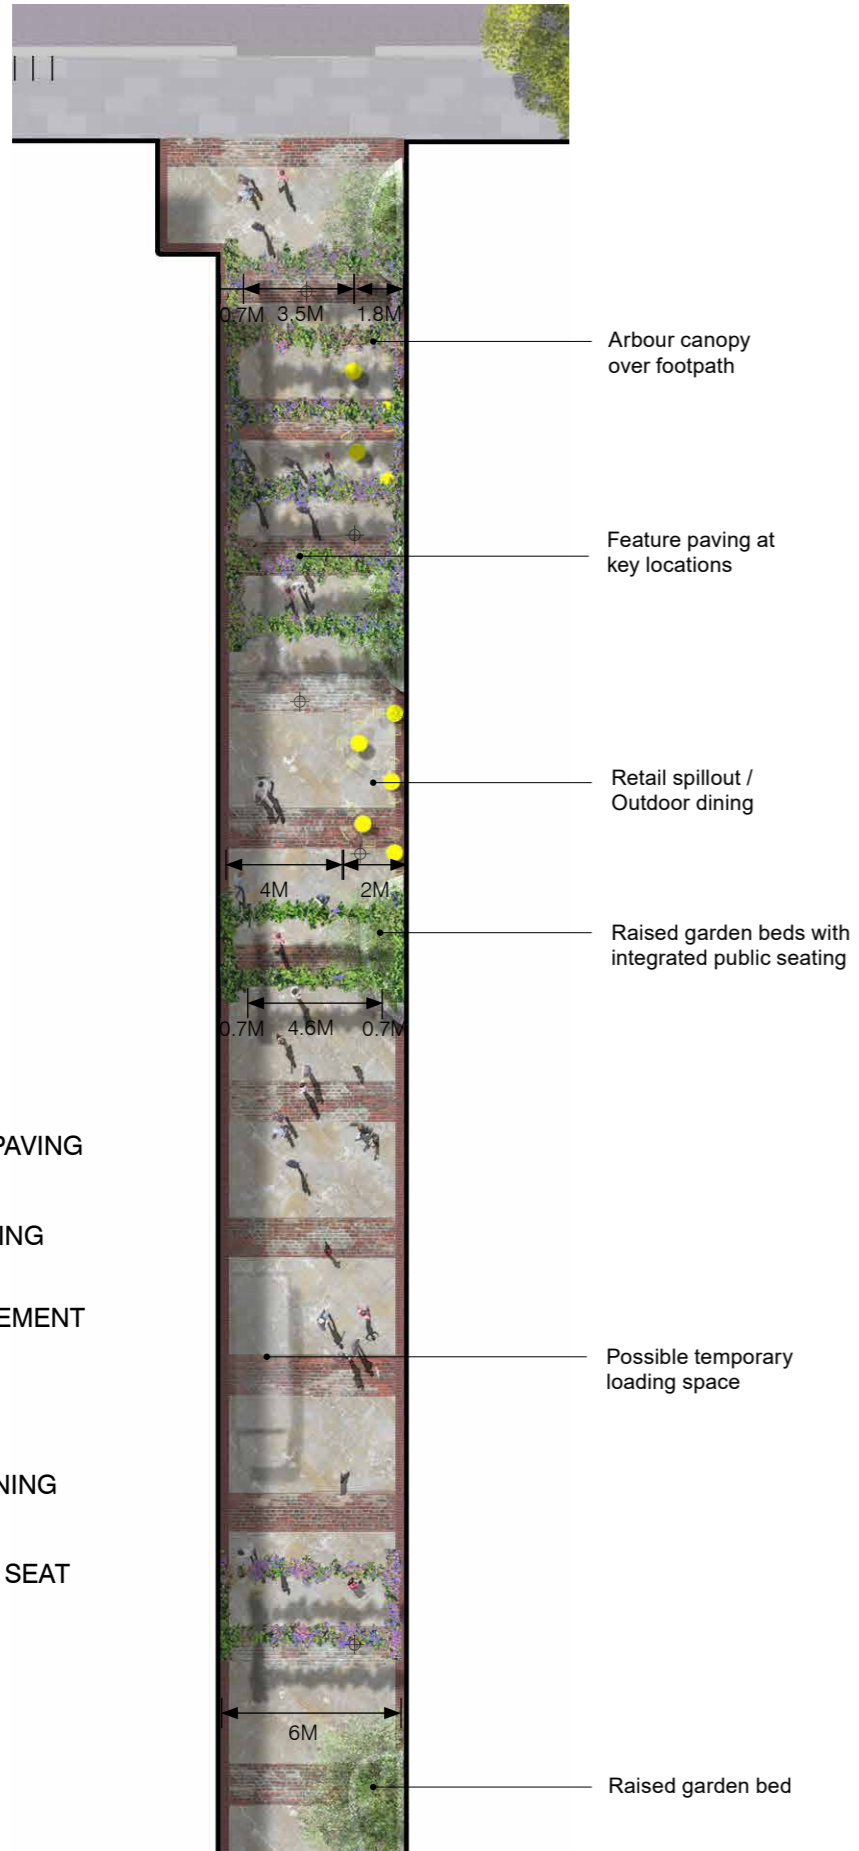 0.7M 3.5M 1.8M
Arbour canopy
over footpath
Feature paving at
key locations
Retail spillout /
Outdoor dining
4M 2M
Raised garden beds with
integrated public seating
0.7M 4.6M 0.7M
PAVING
ING
EMENT
Possible temporary
loading space
NING
SEAT
6M
Raised garden bed